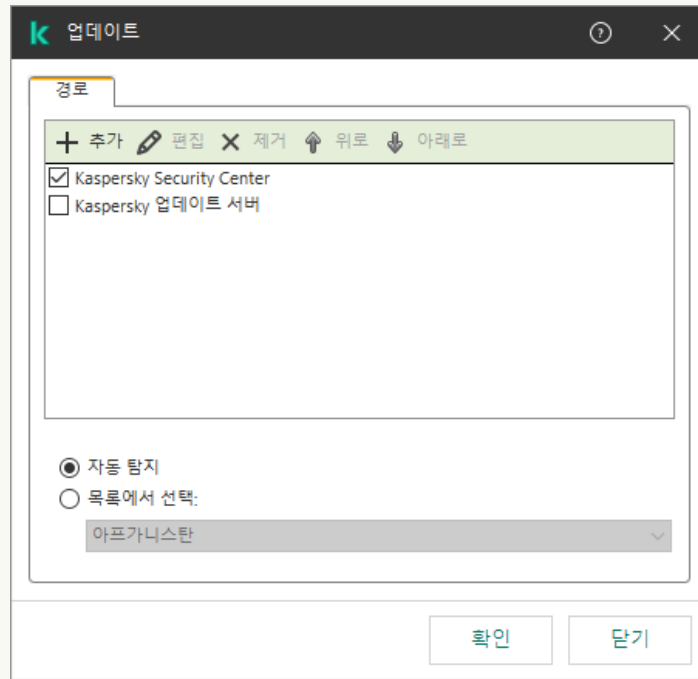 업데이트
경로
추가 편집 제거 위로 아래로
Kaspersky Security Center
Kaspersky 업데이트 서버
자동 탐지
목록에서 선택:
아프가니스탄
확인 닫기